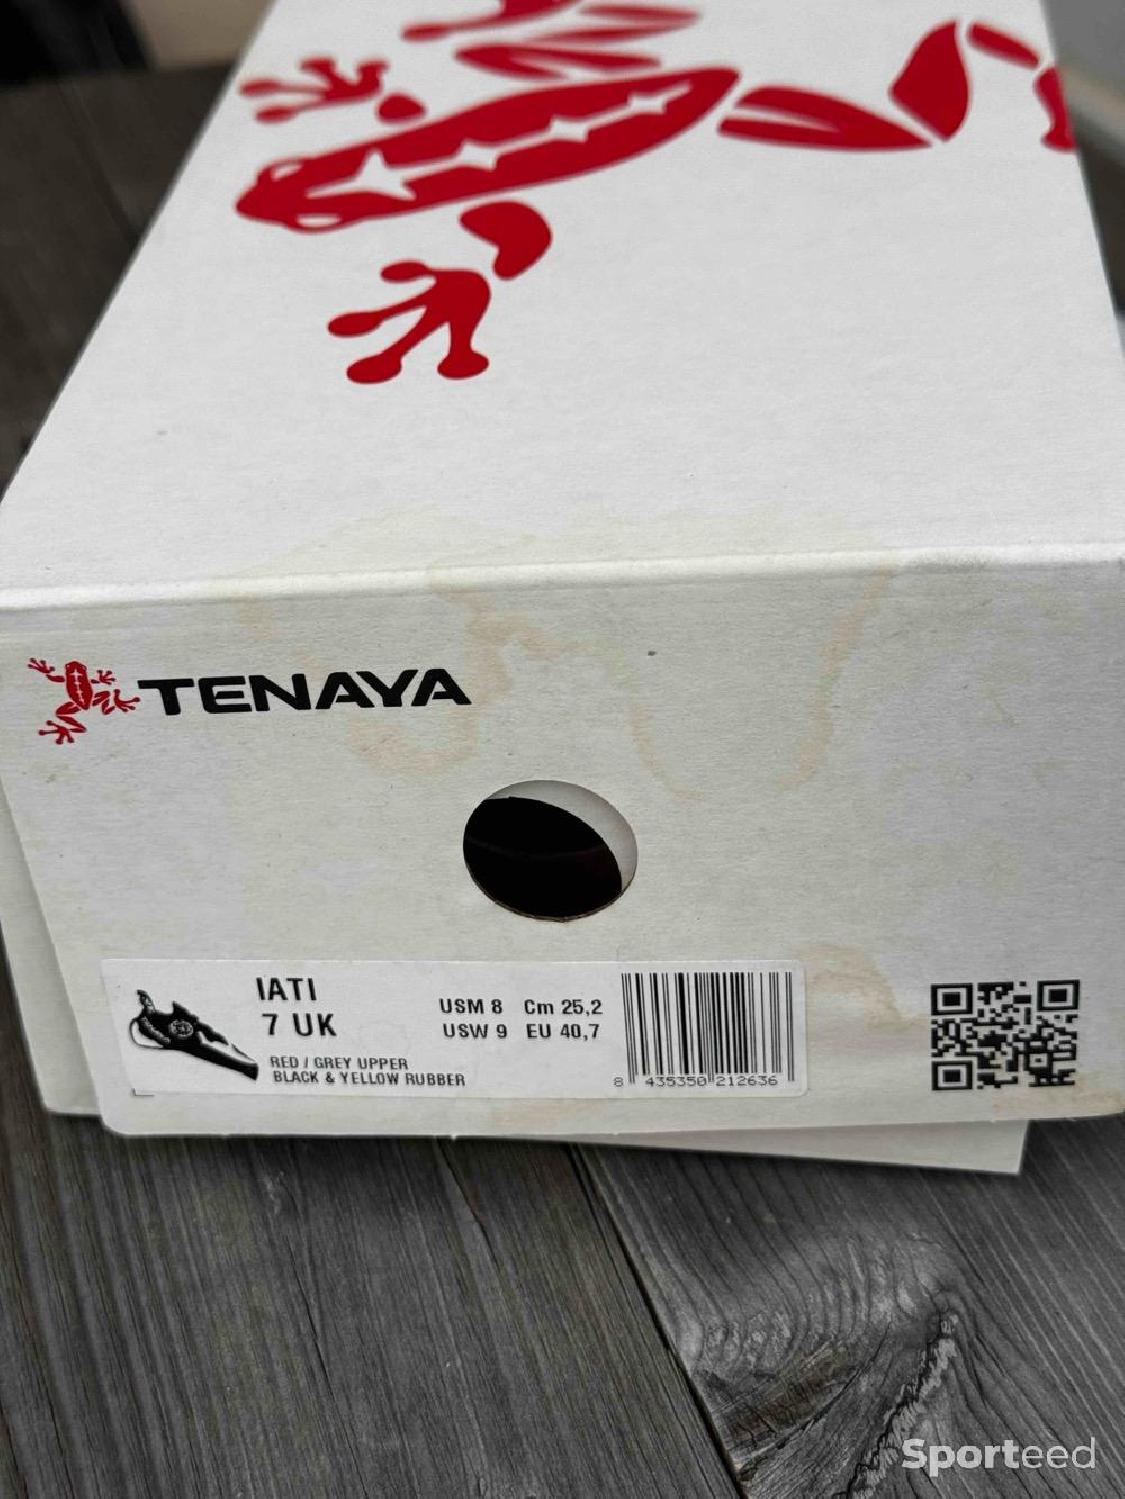 TENAYA
IATI
7 UK
USM 8 Cm 25,2
USW 9 EU 40,7
RED / GREY UPPER
BLACK & YELLOW RUBBER
8 435350 212636
Sporteed